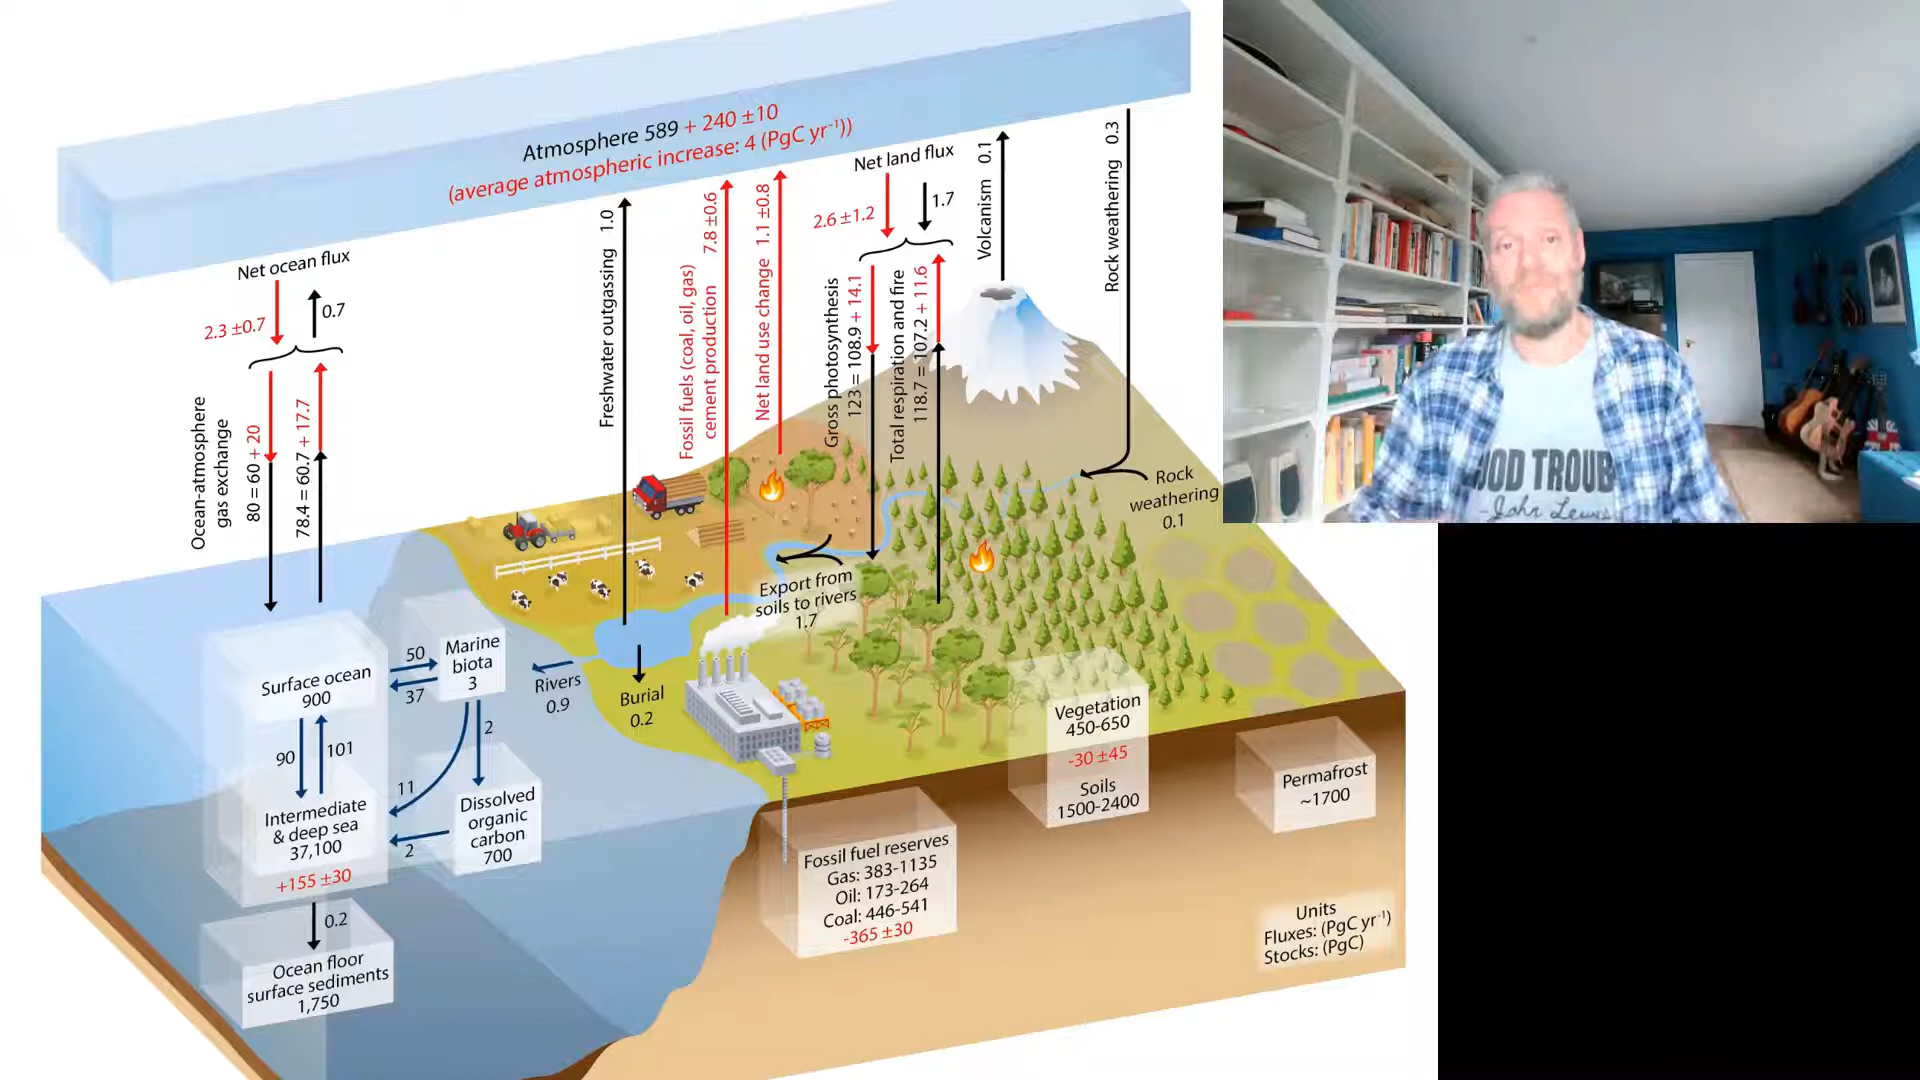 Atmosphere 589 + 240 ±10
(average atmospheric increase: 4 (PgC yr⁻¹))
Net ocean flux
2.3 ±0.7
0.7
Ocean-atmosphere
gas exchange
80 = 60 + 20
78.4 = 60.7 + 17.7
Freshwater outgassing 1.0
Fossil fuels (coal, oil, gas)
cement production 7.8 ±0.6
Net land use change 1.1 ±0.8
Net land flux
2.6 ±1.2
1.7
Gross photosynthesis
123 = 108.9 + 14.1
Total respiration and fire
118.7 = 107.2 + 11.6
Volcanism 0.1
Rock weathering 0.3
Rock
weathering
0.1
Export from
soils to rivers
1.7
Surface ocean
900
50
37
Marine
biota
3
Rivers
0.9
Burial
0.2
90
101
11
2
Intermediate
& deep sea
37,100
+155 ±30
2
Dissolved
organic
carbon
700
0.2
Ocean floor
surface sediments
1,750
Fossil fuel reserves
Gas: 383-1135
Oil: 173-264
Coal: 446-541
-365 ±30
Vegetation
450-650
-30 ±45
Soils
1500-2400
Permafrost
~1700
Units
Fluxes: (PgC yr⁻¹)
Stocks: (PgC)
OOD TROUB
-John Lewis